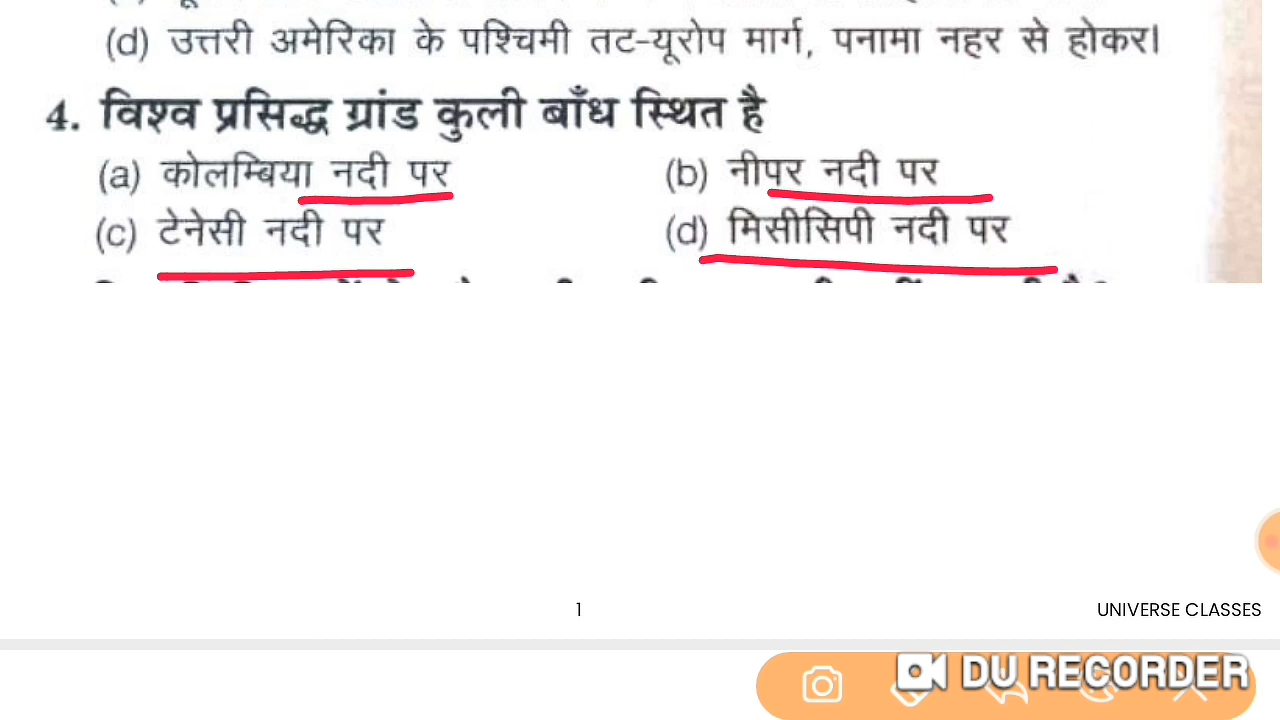 (d) उत्तरी अमेरिका के पश्चिमी तट-यूरोप मार्ग, पनामा नहर से होकर।
4. विश्व प्रसिद्ध ग्रांड कुली बाँध स्थित है
(a) कोलम्बिया नदी पर (b) नीपर नदी पर
(c) टेनेसी नदी पर (d) मिसीसिपी नदी पर
1 UNIVERSE CLASSES
DU RECORDER